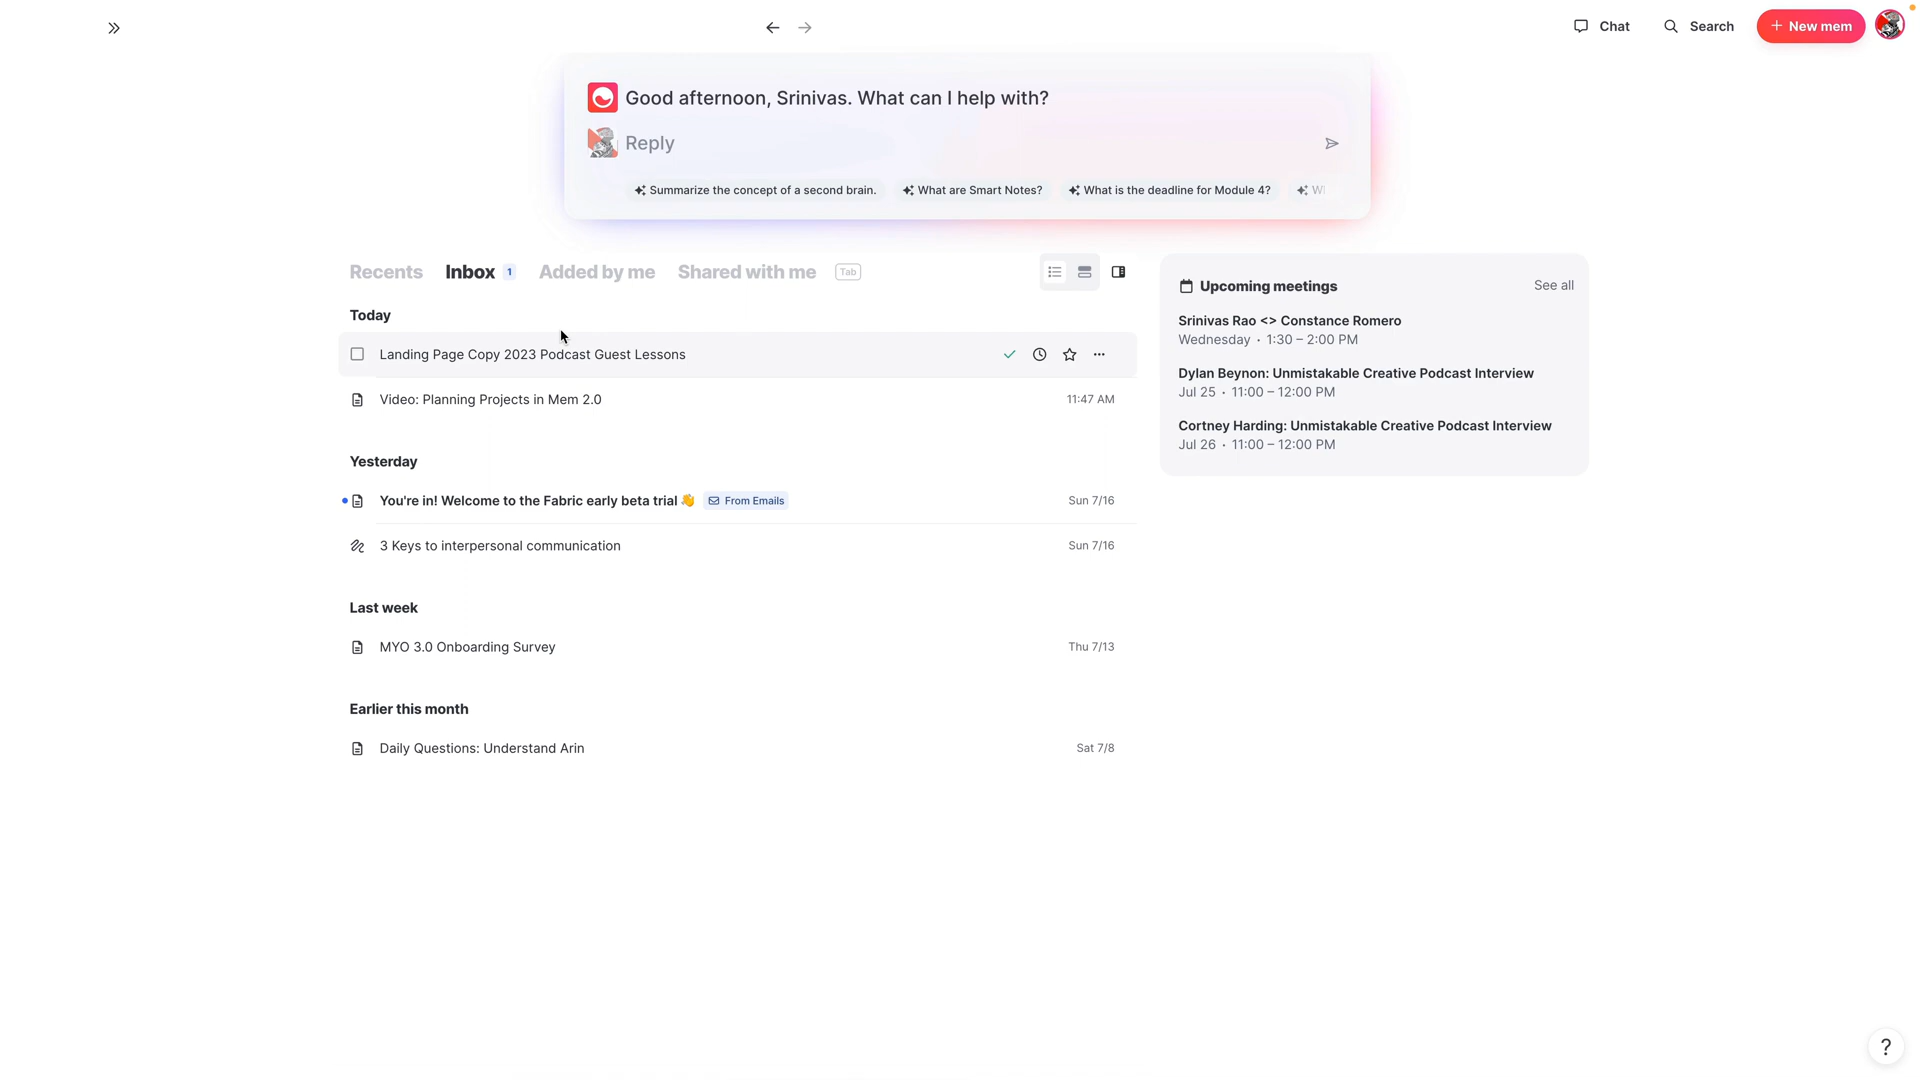 Chat
Search
+ New mem
Good afternoon, Srinivas. What can I help with?
Reply
Summarize the concept of a second brain.
What are Smart Notes?
What is the deadline for Module 4?
Recents
Inbox 1
Added by me
Shared with me
Tab
Today
Landing Page Copy 2023 Podcast Guest Lessons
Video: Planning Projects in Mem 2.0
11:47 AM
Yesterday
You're in! Welcome to the Fabric early beta trial 👋
From Emails
Sun 7/16
3 Keys to interpersonal communication
Sun 7/16
Last week
MYO 3.0 Onboarding Survey
Thu 7/13
Earlier this month
Daily Questions: Understand Arin
Sat 7/8
Upcoming meetings
See all
Srinivas Rao <> Constance Romero
Wednesday • 1:30 – 2:00 PM
Dylan Beynon: Unmistakable Creative Podcast Interview
Jul 25 • 11:00 – 12:00 PM
Cortney Harding: Unmistakable Creative Podcast Interview
Jul 26 • 11:00 – 12:00 PM
?